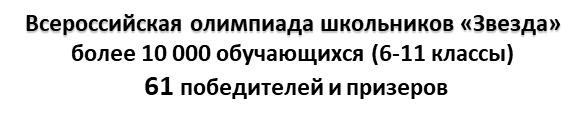 Всероссийская олимпиада школьников «Звезда»
более 10 000 обучающихся (6-11 классы)
61 победителей и призеров